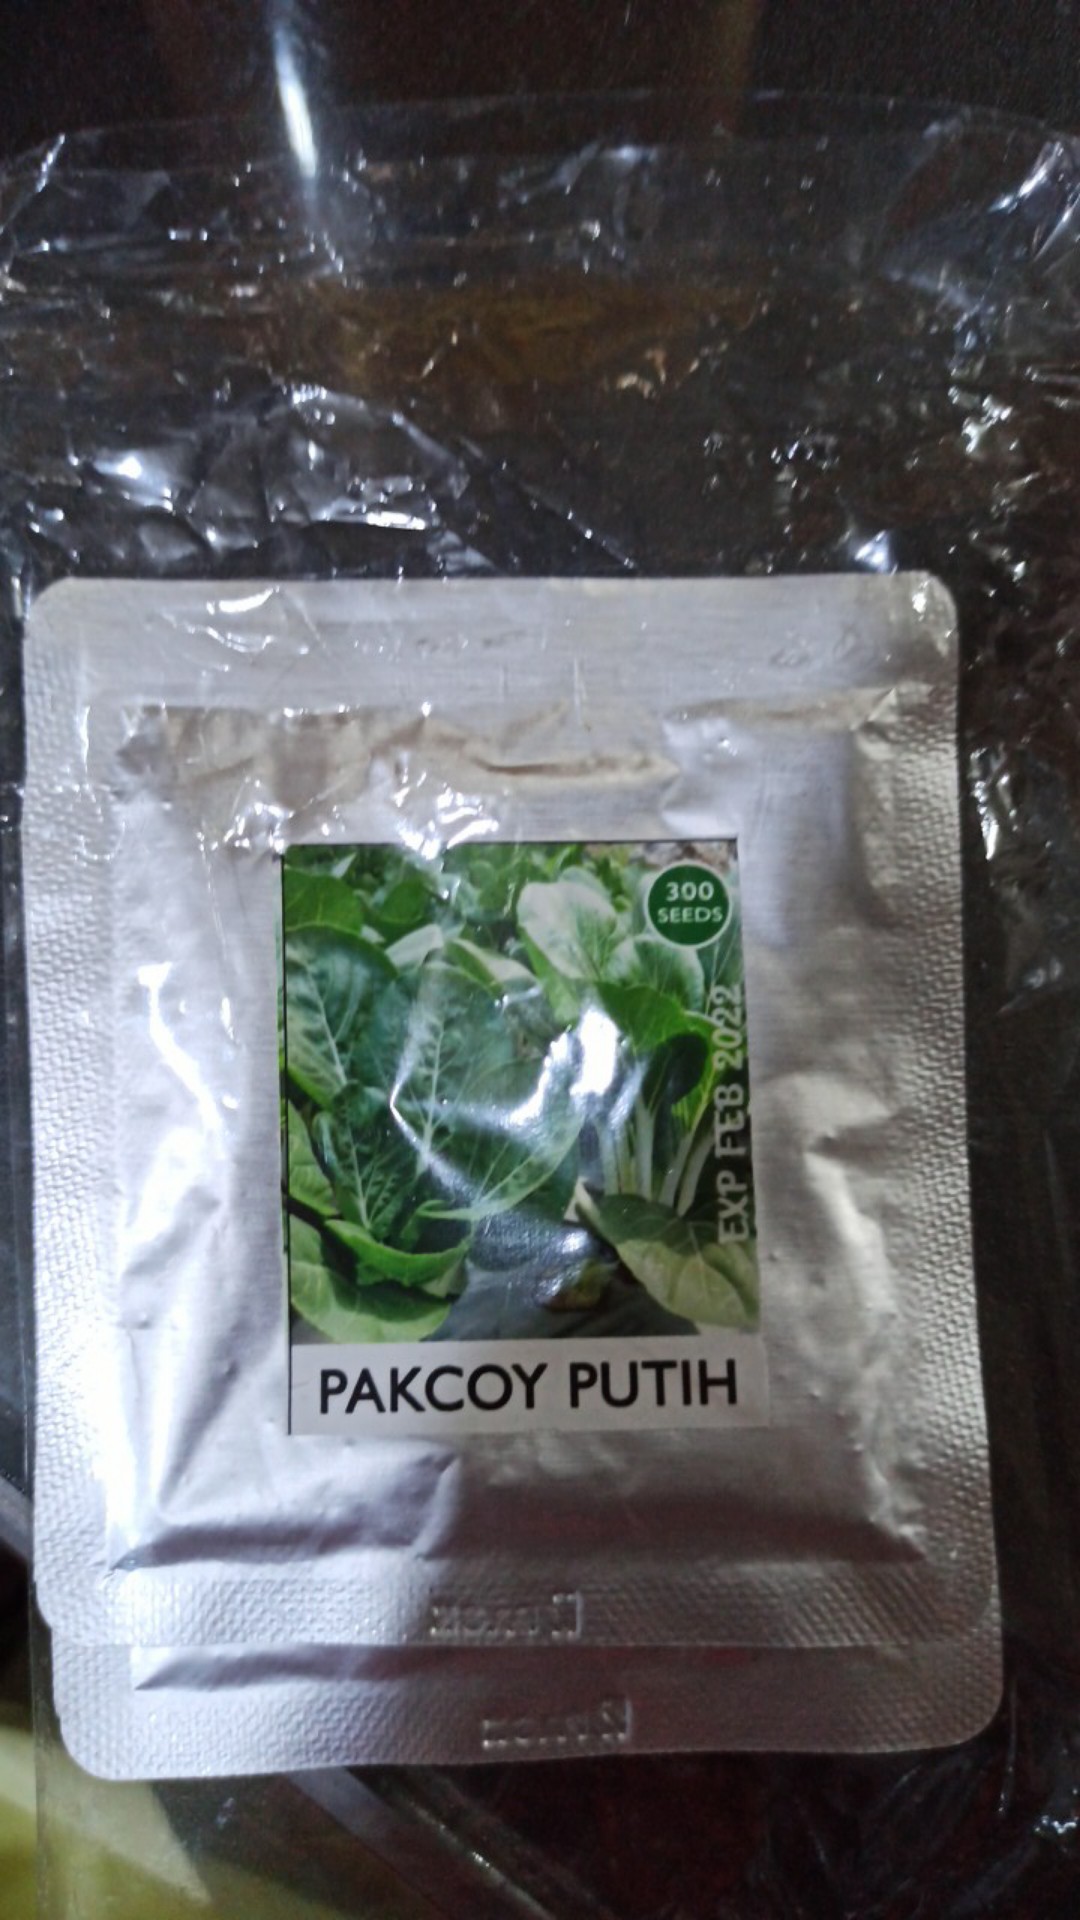 300
SEEDS
EXP FEB 2022
PAKCOY PUTIH